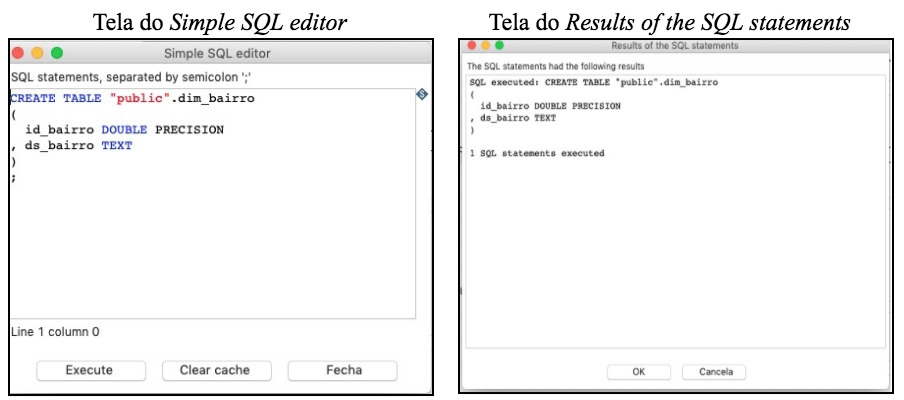 Tela do Simple SQL editor
Simple SQL editor
SQL statements, separated by semicolon ';'
CREATE TABLE "public".dim_bairro
(
  id_bairro DOUBLE PRECISION
, ds_bairro TEXT
)
;
Line 1 column 0
Execute
Clear cache
Fecha
Tela do Results of the SQL statements
Results of the SQL statements
The SQL statements had the following results
SQL executed: CREATE TABLE "public".dim_bairro
(
  id_bairro DOUBLE PRECISION
, ds_bairro TEXT
)
1 SQL statements executed
OK
Cancela